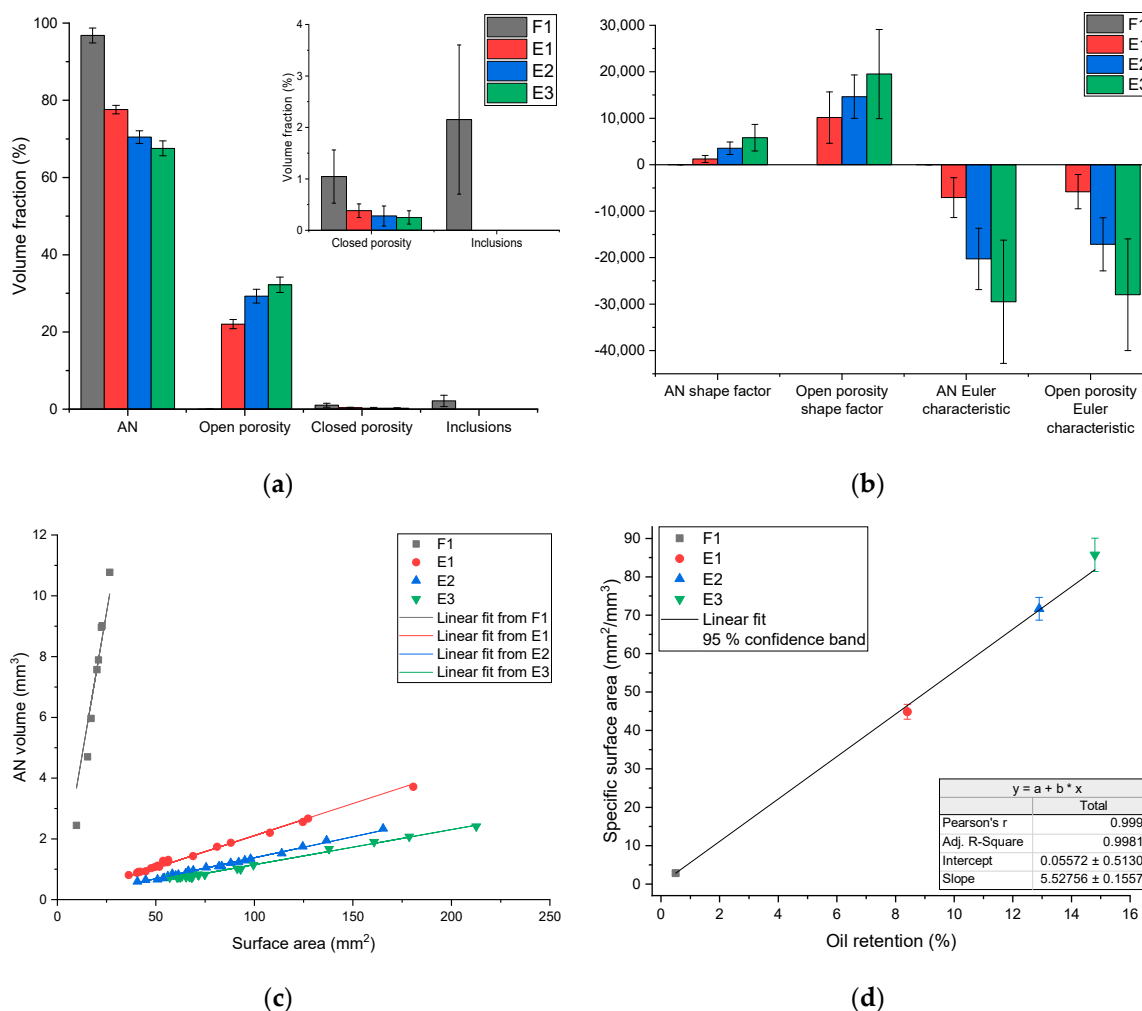 100
80
60
40
20
0
Volume fraction (%)
AN
Open porosity
Closed porosity
Inclusions
4
3
2
1
0
Volume fraction (%)
Closed porosity
Inclusions
F1
E1
E2
E3
(a)
30,000
20,000
10,000
0
-10,000
-20,000
-30,000
-40,000
AN shape factor
Open porosity
shape factor
AN Euler
characteristic
Open porosity
Euler
characteristic
F1
E1
E2
E3
(b)
12
10
8
6
4
2
0
AN volume (mm³)
0
50
100
150
200
250
Surface area (mm²)
F1
E1
E2
E3
Linear fit from F1
Linear fit from E1
Linear fit from E2
Linear fit from E3
(c)
90
80
70
60
50
40
30
20
10
0
Specific surface area (mm²/mm³)
0
2
4
6
8
10
12
14
16
Oil retention (%)
F1
E1
E2
E3
Linear fit
95 % confidence band
y = a + b * x
Total
Pearson's r 0.999
Adj. R-Square 0.9981
Intercept 0.05572 ± 0.5130
Slope 5.52756 ± 0.1557
(d)